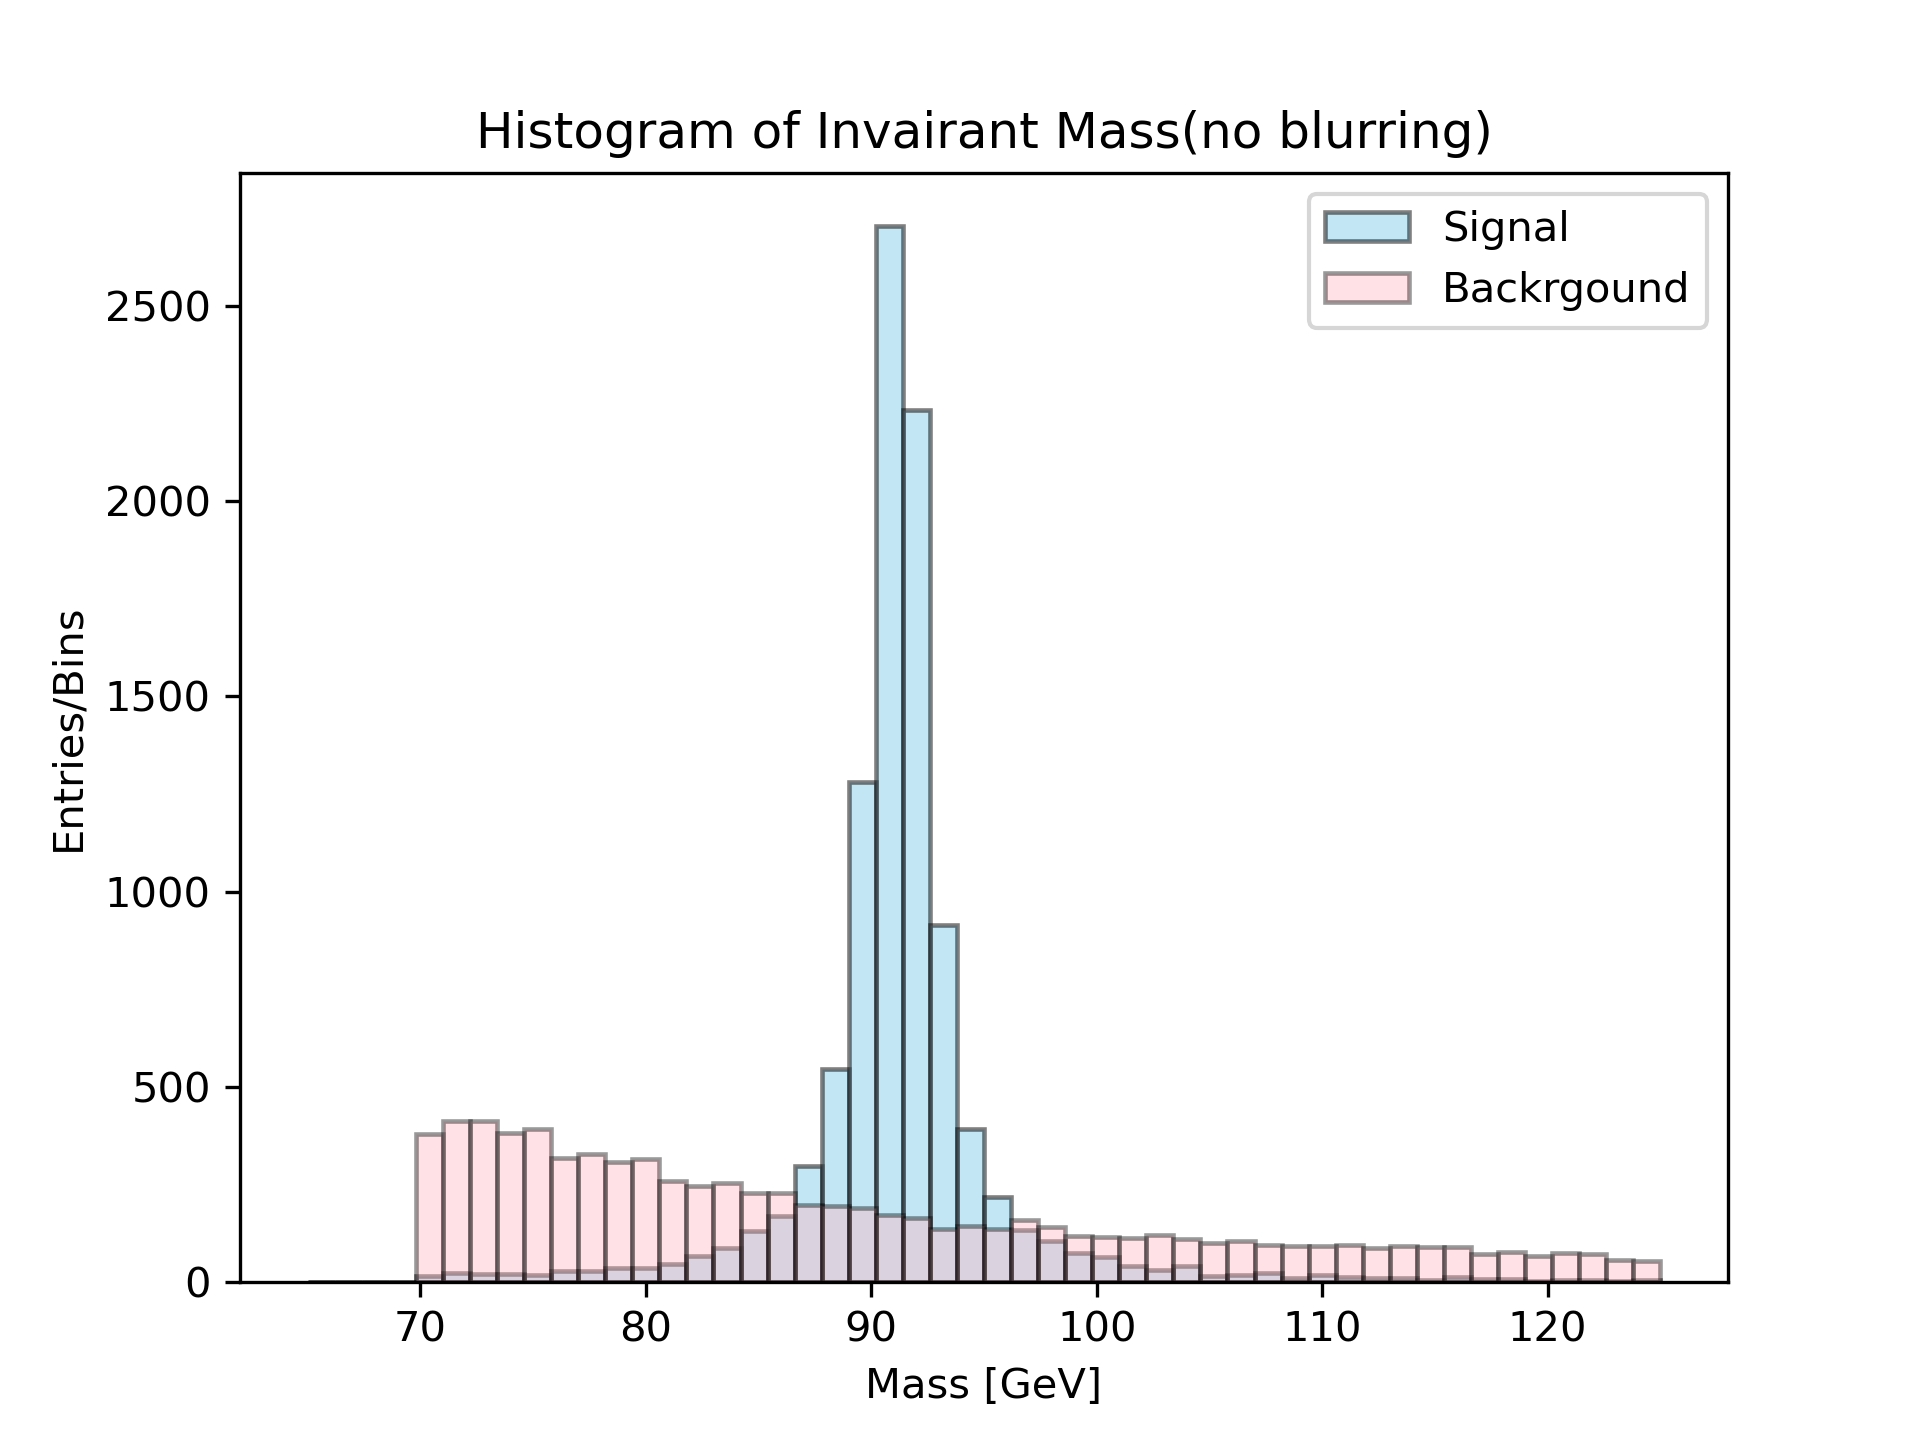 Histogram of Invairant Mass(no blurring)
Signal
Backrgound
2500
2000
1500
1000
500
0
Entries/Bins
70 80 90 100 110 120
Mass [GeV]